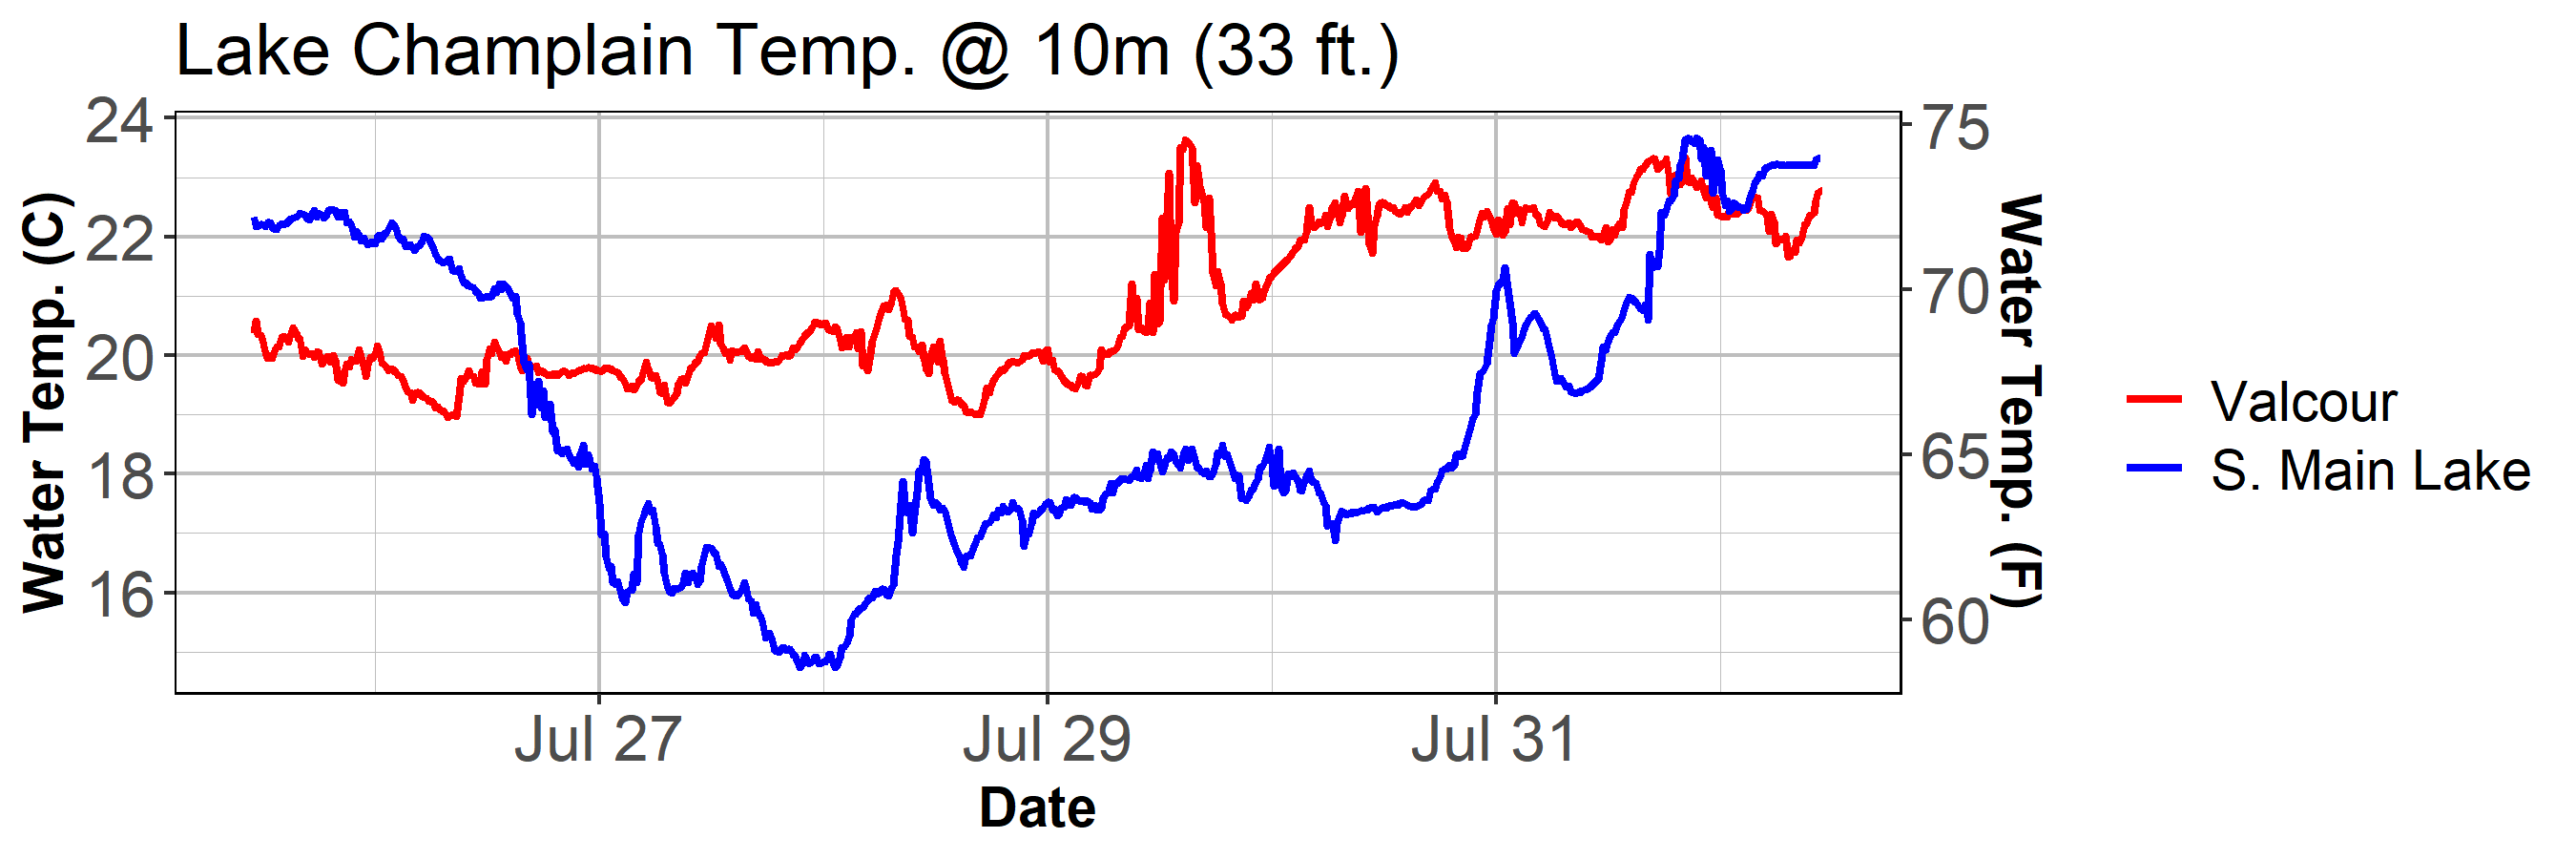 Lake Champlain Temp. @ 10m (33 ft.)
Water Temp. (C)
24
22
20
18
16
75
70
65
60
Water Temp. (F)
Jul 27
Jul 29
Jul 31
Date
Valcour
S. Main Lake